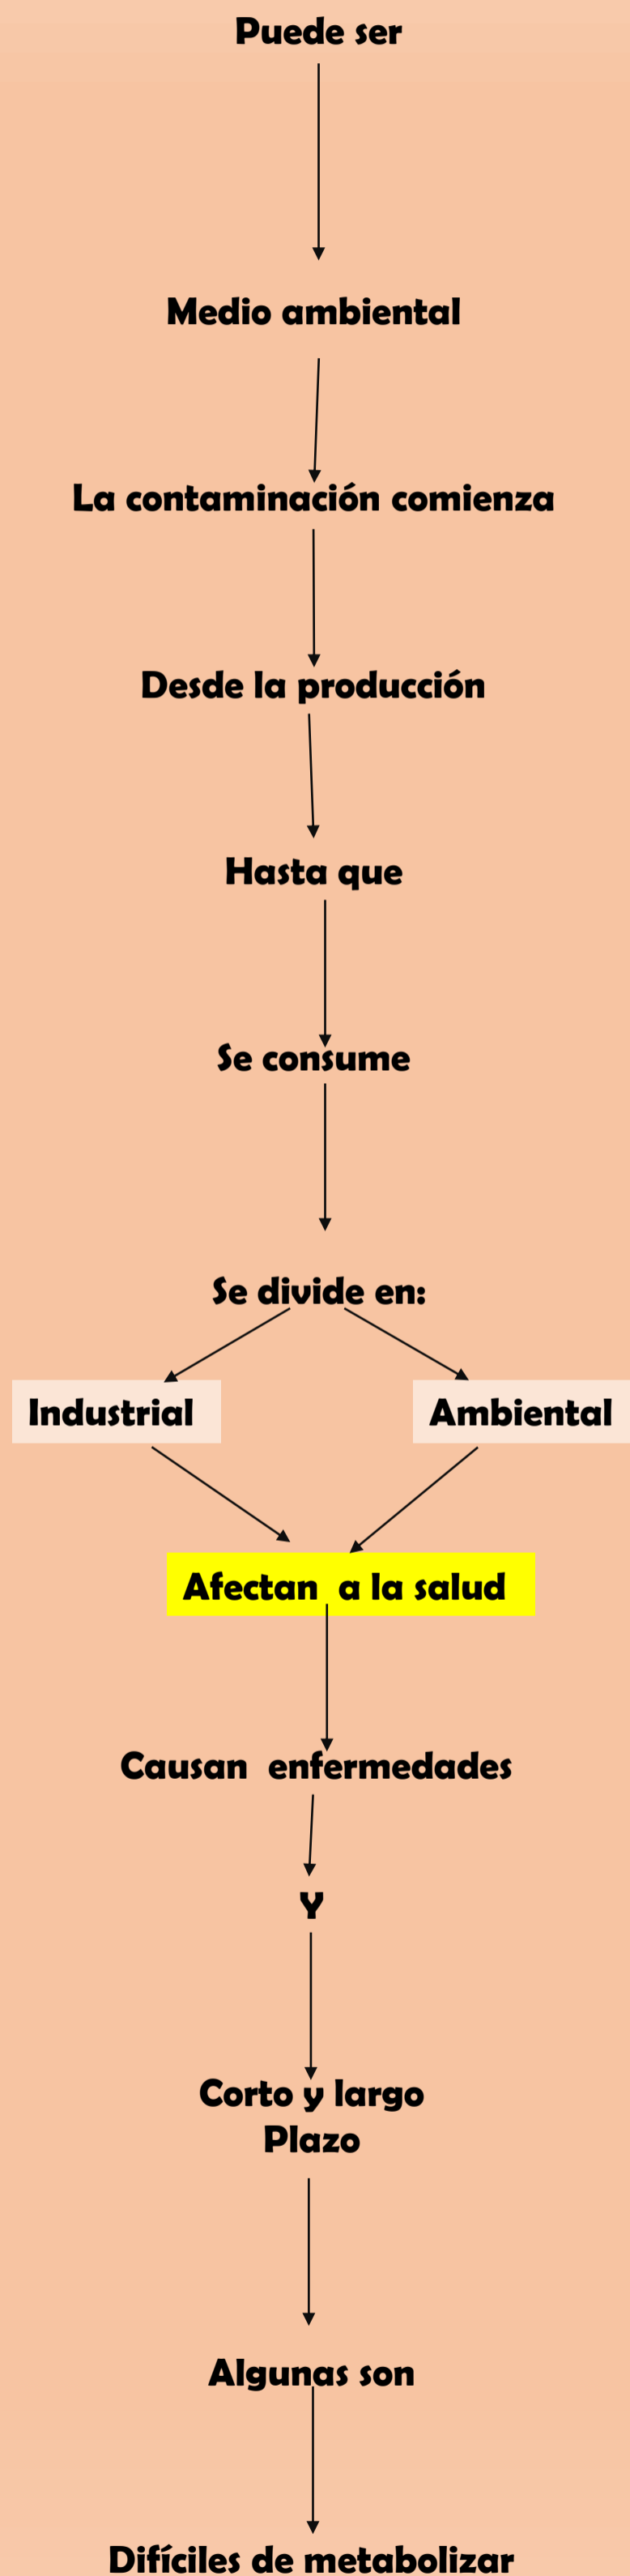 Puede ser
Medio ambiental
La contaminación comienza
Desde la producción
Hasta que
Se consume
Se divide en:
Industrial
Ambiental
Afectan a la salud
Causan enfermedades
Y
Corto y largo
Plazo
Algunas son
Difíciles de metabolizar